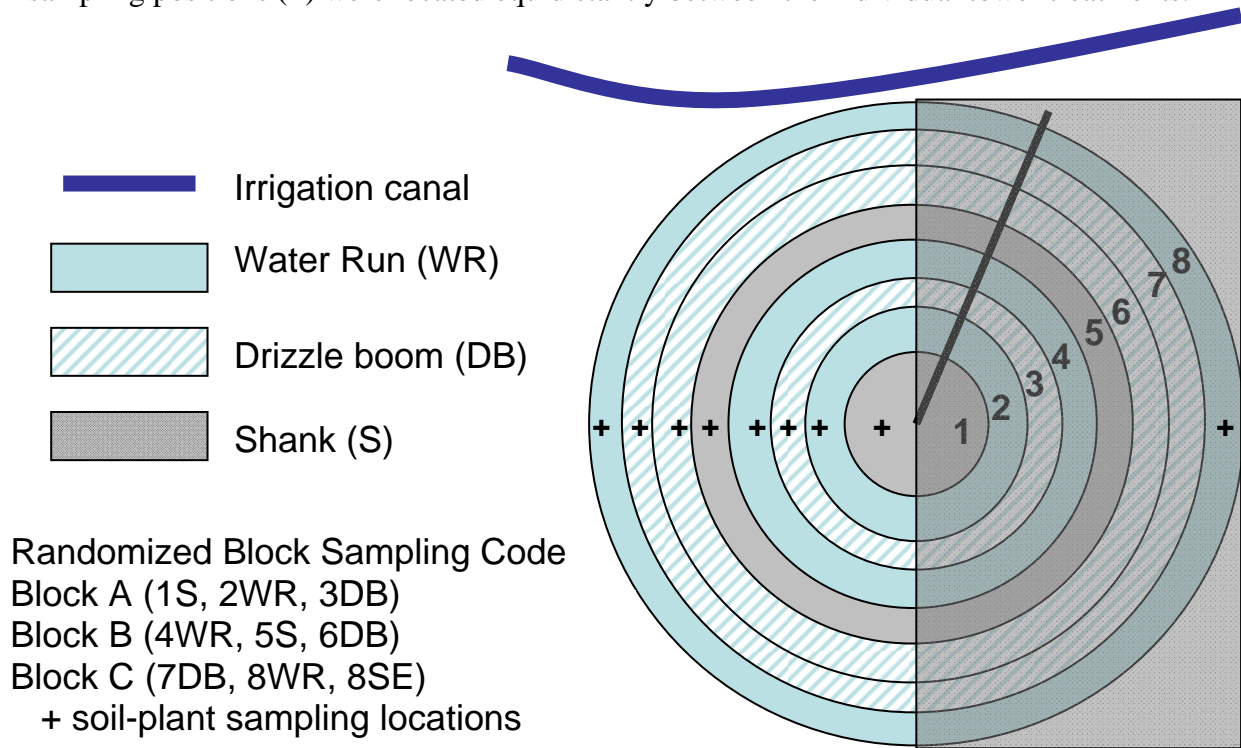 Irrigation canal
Water Run (WR)
Drizzle boom (DB)
Shank (S)
Randomized Block Sampling Code
Block A (1S, 2WR, 3DB)
Block B (4WR, 5S, 6DB)
Block C (7DB, 8WR, 8SE)
+ soil-plant sampling locations
8
7
6
5
4
3
2
1
+ + + + + + + + +